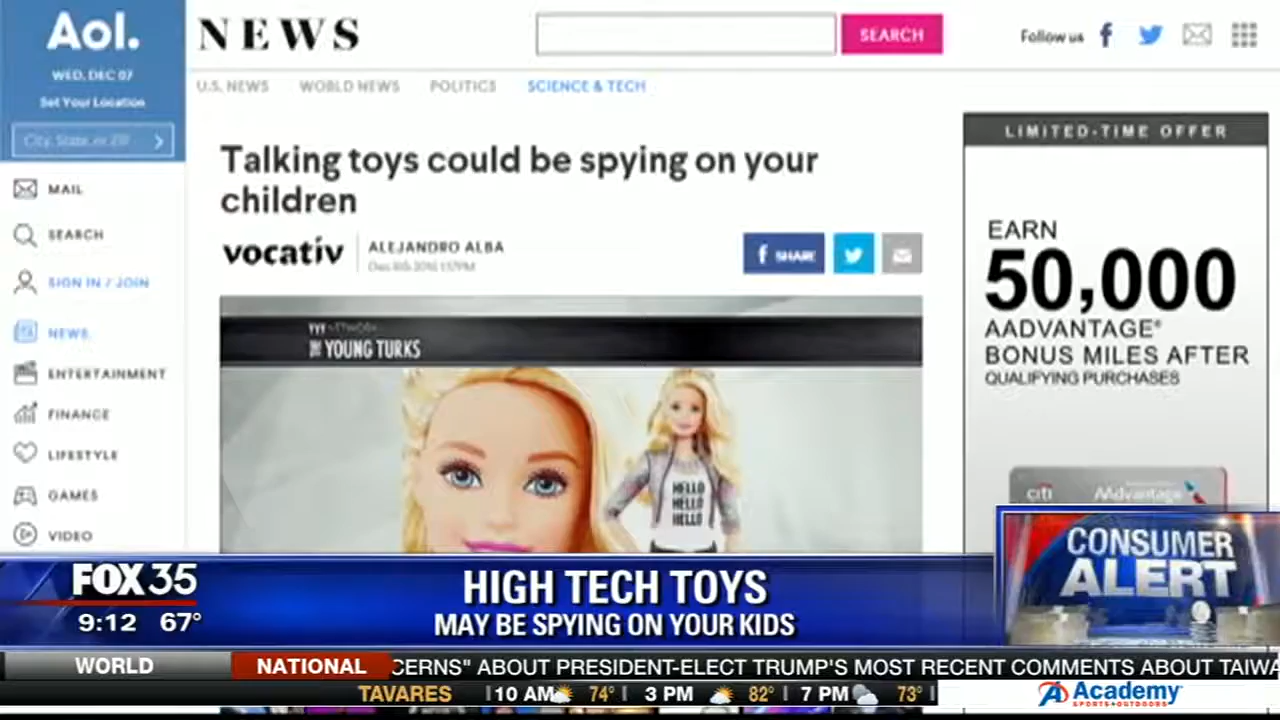 Aol.
WED, DEC 07
Set Your Location
City, State, or ZIP
MAIL
SEARCH
SIGN IN / JOIN
NEWS
ENTERTAINMENT
FINANCE
LIFESTYLE
GAMES
VIDEO
NEWS
SEARCH
Follow us
U.S. NEWS WORLD NEWS POLITICS SCIENCE & TECH
Talking toys could be spying on your
children
vocativ ALEJANDRO ALBA
SHARE
THE YOUNG TURKS
HELLO
HELLO
HELLO
LIMITED-TIME OFFER
EARN
50,000
AADVANTAGE®
BONUS MILES AFTER
QUALIFYING PURCHASES
citi AAdvantage
CONSUMER
ALERT
FOX 35
9:12 67°
HIGH TECH TOYS
MAY BE SPYING ON YOUR KIDS
WORLD NATIONAL CERNS" ABOUT PRESIDENT-ELECT TRUMP'S MOST RECENT COMMENTS ABOUT TAIWA
TAVARES 10 AM 74° 3 PM 82° 7 PM 73°
Academy
SPORTS+OUTDOORS